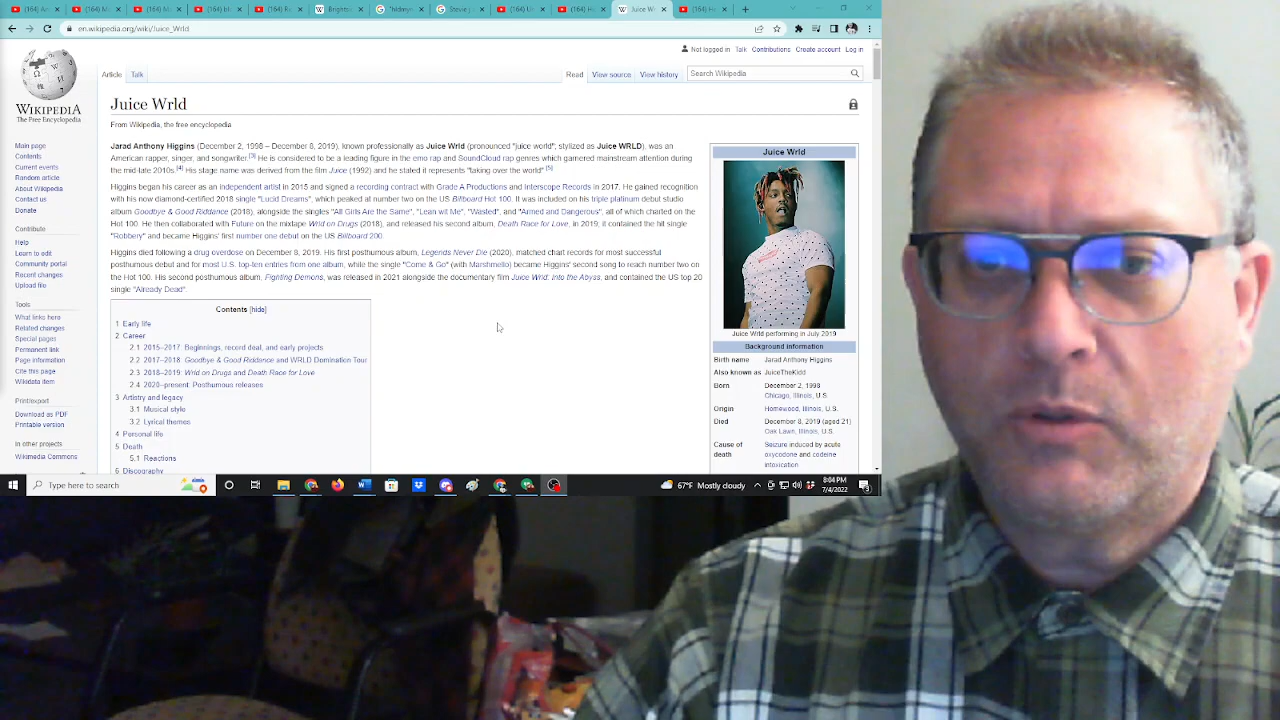 (164) Ar
(164) M
(164) Bl
(164) Bl
(164) R
Brighto
"hldmyr
Stevie J
(164) U
(164) H
Juice W
(164) H
en.wikipedia.org/wiki/Juice_Wrld
Not logged in Talk Contributions Create account Log in
Article Talk
Read View source View history
Search Wikipedia
WIKIPEDIA
The Free Encyclopedia
Main page
Contents
Current events
Random article
About Wikipedia
Contact us
Donate
Contribute
Help
Learn to edit
Community portal
Recent changes
Upload file
Tools
What links here
Related changes
Special pages
Permanent link
Page information
Cite this page
Wikidata item
Print/export
Download as PDF
Printable version
In other projects
Wikimedia Commons
Juice Wrld
From Wikipedia, the free encyclopedia
Jarad Anthony Higgins (December 2, 1998 – December 8, 2019), known professionally as Juice Wrld (pronounced "juice world"; stylized as Juice WRLD), was an
American rapper, singer, and songwriter.[3] He is considered to be a leading figure in the emo rap and SoundCloud rap genres which garnered mainstream attention during
the mid-late 2010s.[4] His stage name was derived from the film Juice (1992) and he stated it represents "taking over the world".[5]
Higgins began his career as an independent artist in 2015 and signed a recording contract with Grade A Productions and Interscope Records in 2017. He gained recognition
with his now diamond-certified 2018 single "Lucid Dreams", which peaked at number two on the US Billboard Hot 100. It was included on his triple platinum debut studio
album Goodbye & Good Riddance (2018), alongside the singles "All Girls Are the Same", "Lean wit Me", "Wasted", and "Armed and Dangerous", all of which charted on the
Hot 100. He then collaborated with Future on the mixtape Wrld on Drugs (2018), and released his second album, Death Race for Love, in 2019; it contained the hit single
"Robbery" and became Higgins' first number one debut on the US Billboard 200.
Higgins died following a drug overdose on December 8, 2019. His first posthumous album, Legends Never Die (2020), matched chart records for most successful
posthumous debut and for most U.S. top-ten entries from one album, while the single "Come & Go" (with Marshmello) became Higgins' second song to reach number two on
the Hot 100. His second posthumous album, Fighting Demons, was released in 2021 alongside the documentary film Juice Wrld: Into the Abyss, and contained the US top 20
single "Already Dead".
Contents [hide]
1 Early life
2 Career
2.1 2015–2017: Beginnings, record deal, and early projects
2.2 2017–2018: Goodbye & Good Riddance and WRLD Domination Tour
2.3 2018–2019: Wrld on Drugs and Death Race for Love
2.4 2020–present: Posthumous releases
3 Artistry and legacy
3.1 Musical style
3.2 Lyrical themes
4 Personal life
5 Death
5.1 Reactions
6 Discography
Juice Wrld
Juice Wrld performing in July 2019
Background information
Birth name Jarad Anthony Higgins
Also known as JuiceTheKidd
Born December 2, 1998
Chicago, Illinois, U.S.
Origin Homewood, Illinois, U.S.
Died December 8, 2019 (aged 21)
Oak Lawn, Illinois, U.S.
Cause of death Seizure induced by acute
oxycodone and codeine
intoxication
Type here to search
67°F Mostly cloudy
8:04 PM
7/4/2022